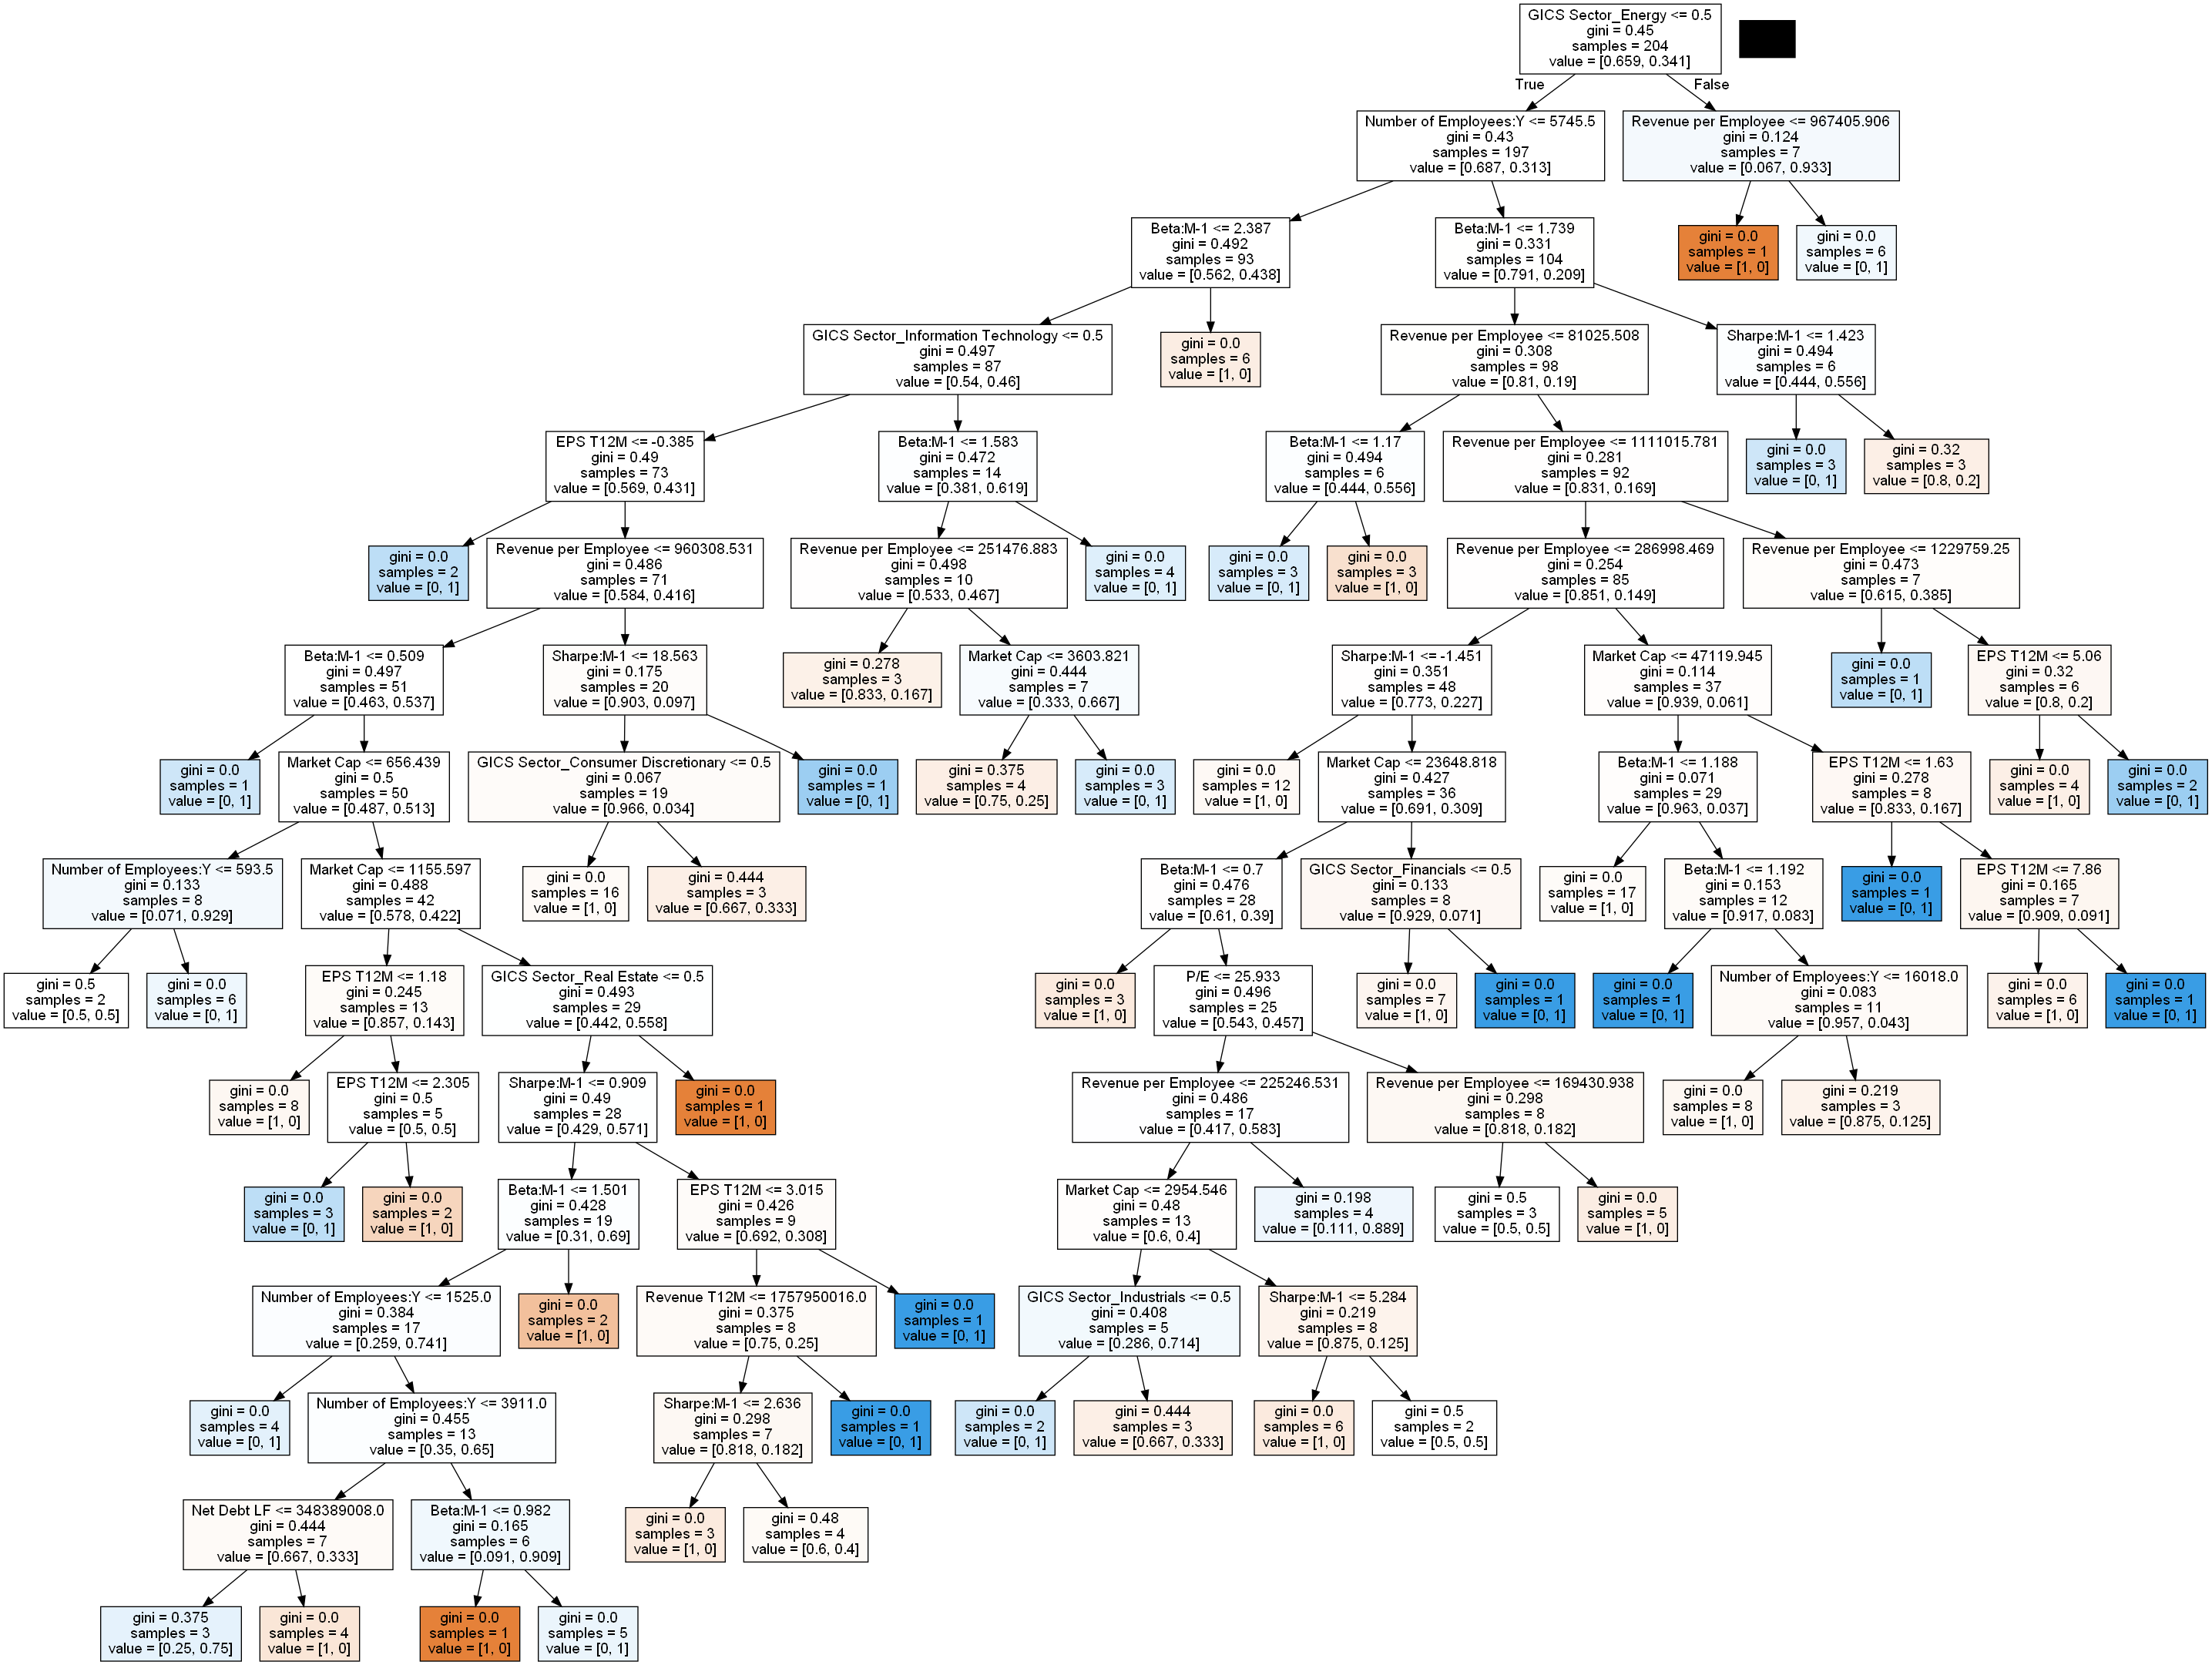 GICS Sector_Energy <= 0.5
gini = 0.45
samples = 204
value = [0.659, 0.341]
True
False
Number of Employees:Y <= 5745.5
gini = 0.43
samples = 197
value = [0.687, 0.313]
Revenue per Employee <= 967405.906
gini = 0.124
samples = 7
value = [0.067, 0.933]
Beta:M-1 <= 2.387
gini = 0.492
samples = 93
value = [0.562, 0.438]
Beta:M-1 <= 1.739
gini = 0.331
samples = 104
value = [0.791, 0.209]
gini = 0.0
samples = 1
value = [1, 0]
gini = 0.0
samples = 6
value = [0, 1]
GICS Sector_Information Technology <= 0.5
gini = 0.497
samples = 87
value = [0.54, 0.46]
gini = 0.0
samples = 6
value = [1, 0]
Revenue per Employee <= 81025.508
gini = 0.308
samples = 98
value = [0.81, 0.19]
Sharpe:M-1 <= 1.423
gini = 0.494
samples = 6
value = [0.444, 0.556]
EPS T12M <= -0.385
gini = 0.49
samples = 73
value = [0.569, 0.431]
Beta:M-1 <= 1.583
gini = 0.472
samples = 14
value = [0.381, 0.619]
Beta:M-1 <= 1.17
gini = 0.494
samples = 6
value = [0.444, 0.556]
Revenue per Employee <= 1111015.781
gini = 0.281
samples = 92
value = [0.831, 0.169]
gini = 0.0
samples = 3
value = [0, 1]
gini = 0.32
samples = 3
value = [0.8, 0.2]
gini = 0.0
samples = 2
value = [0, 1]
Revenue per Employee <= 960308.531
gini = 0.486
samples = 71
value = [0.584, 0.416]
Revenue per Employee <= 251476.883
gini = 0.498
samples = 10
value = [0.533, 0.467]
gini = 0.0
samples = 4
value = [0, 1]
gini = 0.0
samples = 3
value = [0, 1]
gini = 0.0
samples = 3
value = [1, 0]
Revenue per Employee <= 286998.469
gini = 0.254
samples = 85
value = [0.851, 0.149]
Revenue per Employee <= 1229759.25
gini = 0.473
samples = 7
value = [0.615, 0.385]
Beta:M-1 <= 0.509
gini = 0.497
samples = 51
value = [0.463, 0.537]
Sharpe:M-1 <= 18.563
gini = 0.175
samples = 20
value = [0.903, 0.097]
gini = 0.278
samples = 3
value = [0.833, 0.167]
Market Cap <= 3603.821
gini = 0.444
samples = 7
value = [0.333, 0.667]
Sharpe:M-1 <= -1.451
gini = 0.351
samples = 48
value = [0.773, 0.227]
Market Cap <= 47119.945
gini = 0.114
samples = 37
value = [0.939, 0.061]
gini = 0.0
samples = 1
value = [0, 1]
EPS T12M <= 5.06
gini = 0.32
samples = 6
value = [0.8, 0.2]
gini = 0.0
samples = 1
value = [0, 1]
Market Cap <= 656.439
gini = 0.5
samples = 50
value = [0.487, 0.513]
GICS Sector_Consumer Discretionary <= 0.5
gini = 0.067
samples = 19
value = [0.966, 0.034]
gini = 0.0
samples = 1
value = [0, 1]
gini = 0.375
samples = 4
value = [0.75, 0.25]
gini = 0.0
samples = 3
value = [0, 1]
gini = 0.0
samples = 12
value = [1, 0]
Market Cap <= 23648.818
gini = 0.427
samples = 36
value = [0.691, 0.309]
Beta:M-1 <= 1.188
gini = 0.071
samples = 29
value = [0.963, 0.037]
EPS T12M <= 1.63
gini = 0.278
samples = 8
value = [0.833, 0.167]
gini = 0.0
samples = 4
value = [1, 0]
gini = 0.0
samples = 2
value = [0, 1]
Number of Employees:Y <= 593.5
gini = 0.133
samples = 8
value = [0.071, 0.929]
Market Cap <= 1155.597
gini = 0.488
samples = 42
value = [0.578, 0.422]
gini = 0.0
samples = 16
value = [1, 0]
gini = 0.444
samples = 3
value = [0.667, 0.333]
Beta:M-1 <= 0.7
gini = 0.476
samples = 28
value = [0.61, 0.39]
GICS Sector_Financials <= 0.5
gini = 0.133
samples = 8
value = [0.929, 0.071]
gini = 0.0
samples = 17
value = [1, 0]
Beta:M-1 <= 1.192
gini = 0.153
samples = 12
value = [0.917, 0.083]
gini = 0.0
samples = 1
value = [0, 1]
EPS T12M <= 7.86
gini = 0.165
samples = 7
value = [0.909, 0.091]
gini = 0.5
samples = 2
value = [0.5, 0.5]
gini = 0.0
samples = 6
value = [0, 1]
EPS T12M <= 1.18
gini = 0.245
samples = 13
value = [0.857, 0.143]
GICS Sector_Real Estate <= 0.5
gini = 0.493
samples = 29
value = [0.442, 0.558]
gini = 0.0
samples = 3
value = [1, 0]
P/E <= 25.933
gini = 0.496
samples = 25
value = [0.543, 0.457]
gini = 0.0
samples = 7
value = [1, 0]
gini = 0.0
samples = 1
value = [0, 1]
gini = 0.0
samples = 1
value = [0, 1]
Number of Employees:Y <= 16018.0
gini = 0.083
samples = 11
value = [0.957, 0.043]
gini = 0.0
samples = 6
value = [1, 0]
gini = 0.0
samples = 1
value = [0, 1]
gini = 0.0
samples = 8
value = [1, 0]
EPS T12M <= 2.305
gini = 0.5
samples = 5
value = [0.5, 0.5]
Sharpe:M-1 <= 0.909
gini = 0.49
samples = 28
value = [0.429, 0.571]
gini = 0.0
samples = 1
value = [1, 0]
Revenue per Employee <= 225246.531
gini = 0.486
samples = 17
value = [0.417, 0.583]
Revenue per Employee <= 169430.938
gini = 0.298
samples = 8
value = [0.818, 0.182]
gini = 0.0
samples = 8
value = [1, 0]
gini = 0.219
samples = 3
value = [0.875, 0.125]
gini = 0.0
samples = 3
value = [0, 1]
gini = 0.0
samples = 2
value = [1, 0]
Beta:M-1 <= 1.501
gini = 0.428
samples = 19
value = [0.31, 0.69]
EPS T12M <= 3.015
gini = 0.426
samples = 9
value = [0.692, 0.308]
Market Cap <= 2954.546
gini = 0.48
samples = 13
value = [0.6, 0.4]
gini = 0.198
samples = 4
value = [0.111, 0.889]
gini = 0.5
samples = 3
value = [0.5, 0.5]
gini = 0.0
samples = 5
value = [1, 0]
Number of Employees:Y <= 1525.0
gini = 0.384
samples = 17
value = [0.259, 0.741]
gini = 0.0
samples = 2
value = [1, 0]
Revenue T12M <= 1757950016.0
gini = 0.375
samples = 8
value = [0.75, 0.25]
gini = 0.0
samples = 1
value = [0, 1]
GICS Sector_Industrials <= 0.5
gini = 0.408
samples = 5
value = [0.286, 0.714]
Sharpe:M-1 <= 5.284
gini = 0.219
samples = 8
value = [0.875, 0.125]
gini = 0.0
samples = 4
value = [0, 1]
Number of Employees:Y <= 3911.0
gini = 0.455
samples = 13
value = [0.35, 0.65]
Sharpe:M-1 <= 2.636
gini = 0.298
samples = 7
value = [0.818, 0.182]
gini = 0.0
samples = 1
value = [0, 1]
gini = 0.0
samples = 2
value = [0, 1]
gini = 0.444
samples = 3
value = [0.667, 0.333]
gini = 0.0
samples = 6
value = [1, 0]
gini = 0.5
samples = 2
value = [0.5, 0.5]
Net Debt LF <= 348389008.0
gini = 0.444
samples = 7
value = [0.667, 0.333]
Beta:M-1 <= 0.982
gini = 0.165
samples = 6
value = [0.091, 0.909]
gini = 0.0
samples = 3
value = [1, 0]
gini = 0.48
samples = 4
value = [0.6, 0.4]
gini = 0.375
samples = 3
value = [0.25, 0.75]
gini = 0.0
samples = 4
value = [1, 0]
gini = 0.0
samples = 1
value = [1, 0]
gini = 0.0
samples = 5
value = [0, 1]